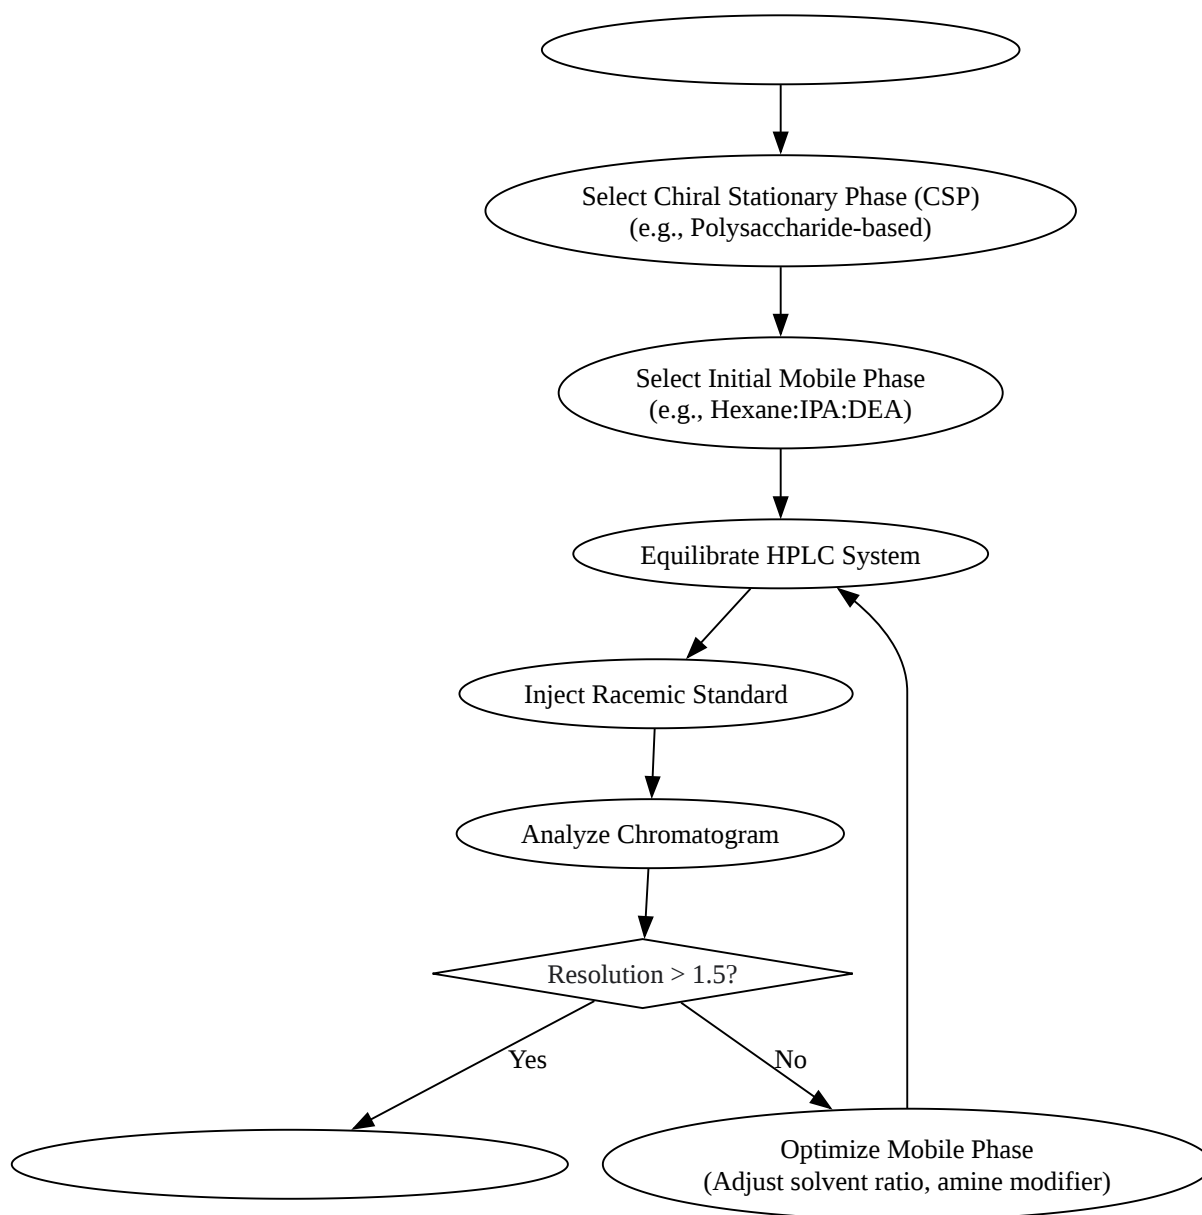 Select Chiral Stationary Phase (CSP)
(e.g., Polysaccharide-based)
Select Initial Mobile Phase
(e.g., Hexane:IPA:DEA)
Equilibrate HPLC System
Inject Racemic Standard
Analyze Chromatogram
Resolution > 1.5?
Yes
No
Optimize Mobile Phase
(Adjust solvent ratio, amine modifier)